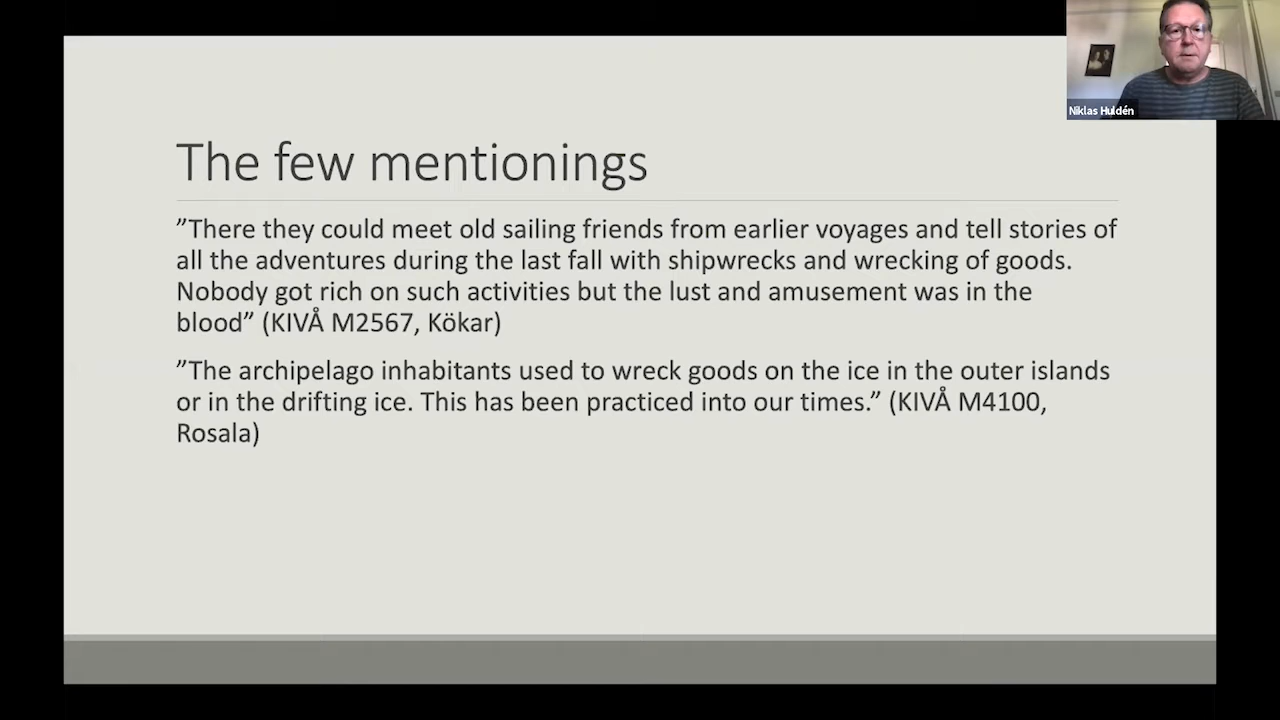 Niklas Huldén
The few mentionings
”There they could meet old sailing friends from earlier voyages and tell stories of
all the adventures during the last fall with shipwrecks and wrecking of goods.
Nobody got rich on such activities but the lust and amusement was in the
blood” (KIVÅ M2567, Kökar)
”The archipelago inhabitants used to wreck goods on the ice in the outer islands
or in the drifting ice. This has been practiced into our times.” (KIVÅ M4100,
Rosala)